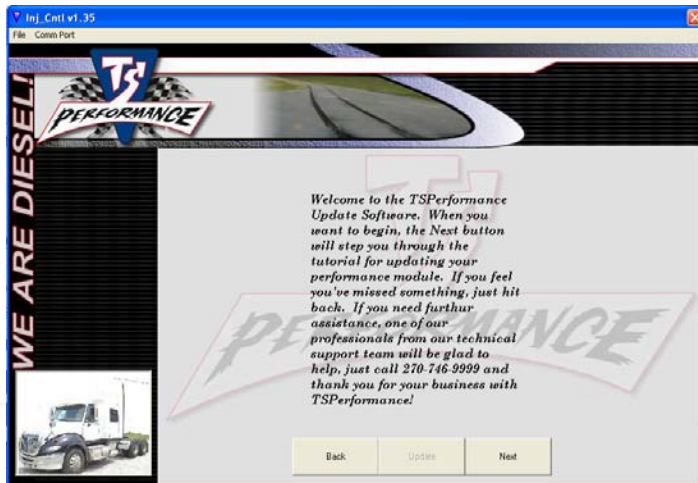 Inj_Cntl v1.35
File Comm Port
TS
PERFORMANCE
WE ARE DIESEL!
Welcome to the TSPerformance
Update Software. When you
want to begin, the Next button
will step you through the
tutorial for updating your
performance module. If you feel
you've missed something, just hit
back. If you need furthur
assistance, one of our
professionals from our technical
support team will be glad to
help, just call 270-746-9999 and
thank you for your business with
TSPerformance!
TS
PERFORMANCE
Back Update Next